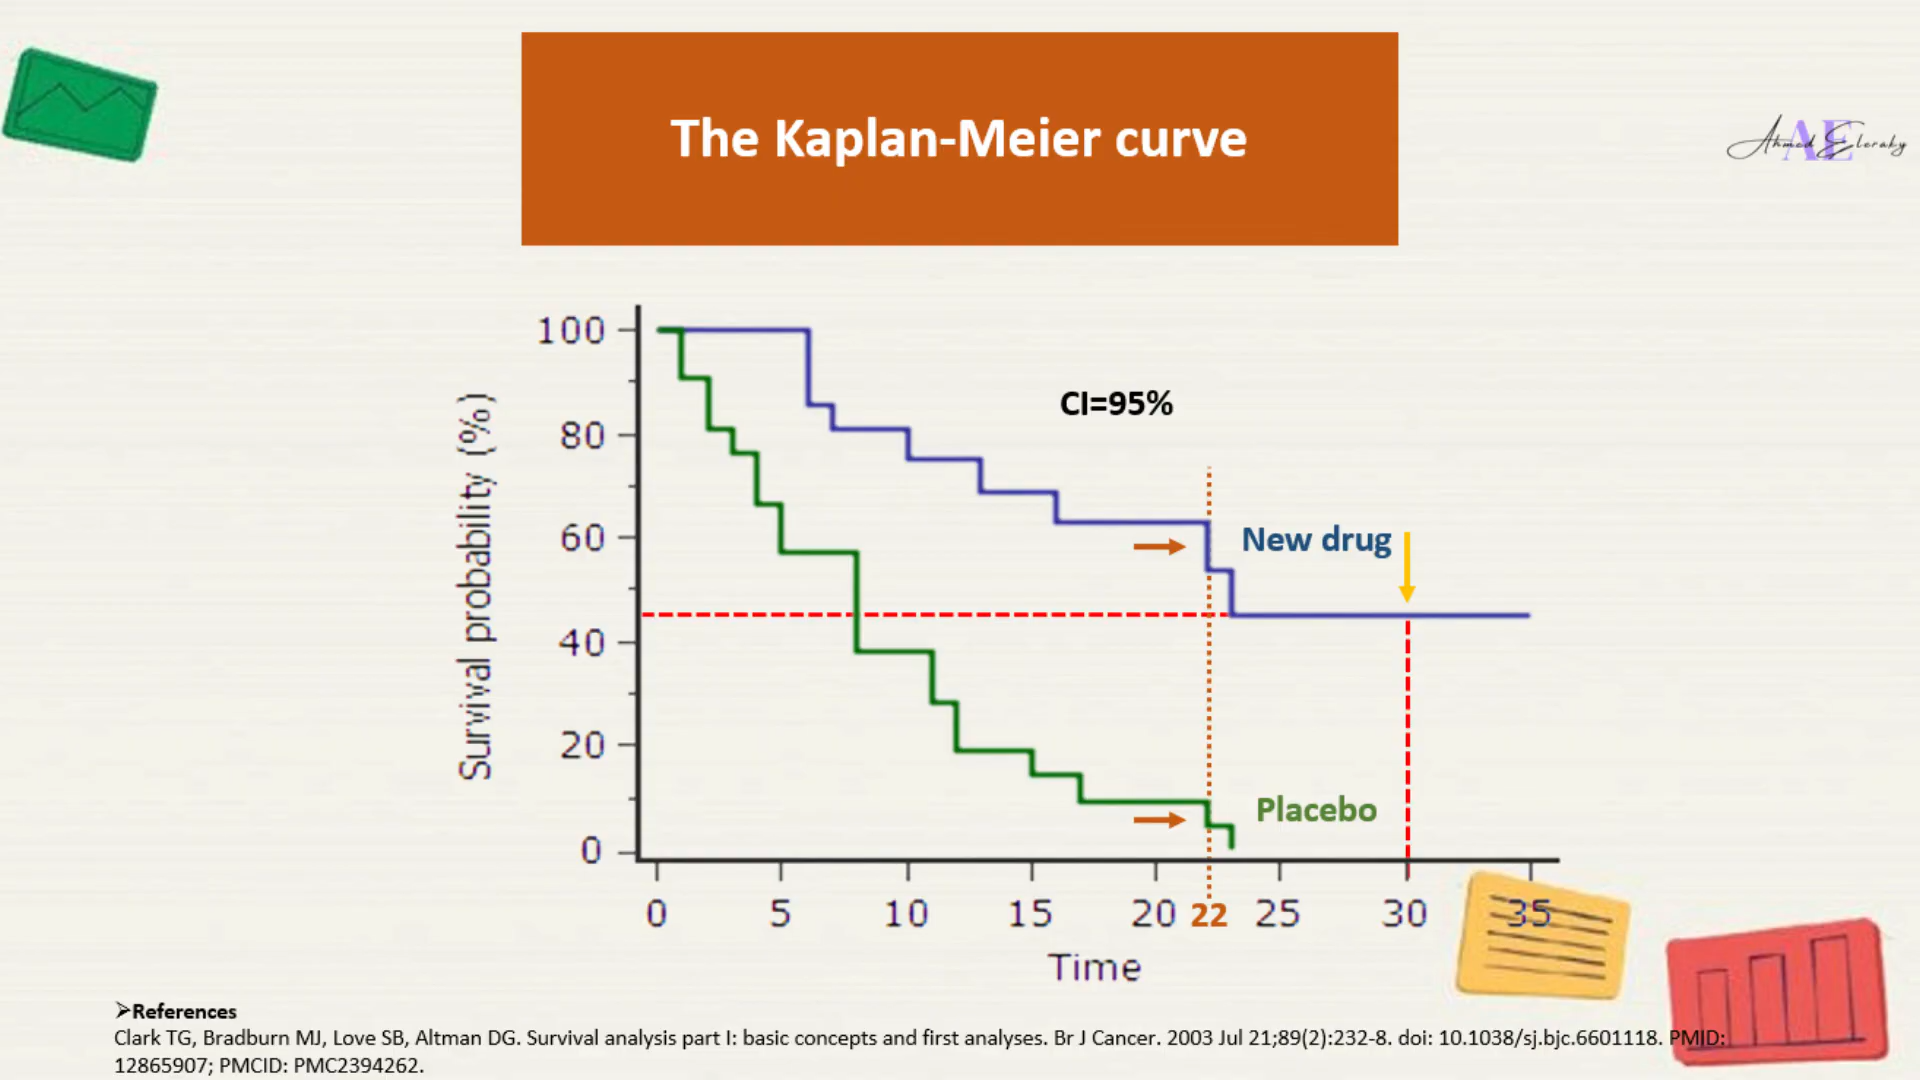 The Kaplan-Meier curve
Ahmed Eleraby
AE
100
80
60
40
20
0
Survival probability (%)
CI=95%
New drug
Placebo
0 5 10 15 20 22 25 30 35
Time
➢References
Clark TG, Bradburn MJ, Love SB, Altman DG. Survival analysis part I: basic concepts and first analyses. Br J Cancer. 2003 Jul 21;89(2):232-8. doi: 10.1038/sj.bjc.6601118. PMID:
12865907; PMCID: PMC2394262.